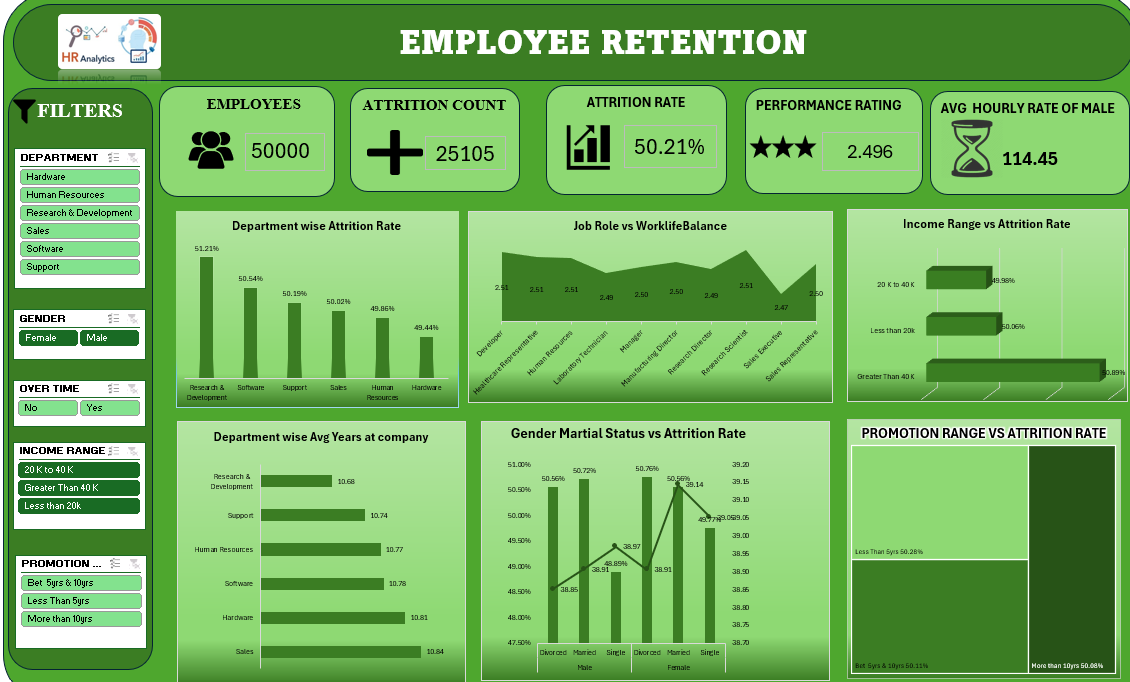 HR Analytics
EMPLOYEE RETENTION
FILTERS
DEPARTMENT
Hardware
Human Resources
Research & Development
Sales
Software
Support
GENDER
Female
Male
OVER TIME
No
Yes
INCOME RANGE
20 K to 40 K
Greater Than 40 K
Less than 20k
PROMOTION ...
Bet 5yrs & 10yrs
Less Than 5yrs
More than 10yrs
EMPLOYEES
50000
ATTRITION COUNT
25105
ATTRITION RATE
50.21%
PERFORMANCE RATING
2.496
AVG HOURLY RATE OF MALE
114.45
Department wise Attrition Rate
51.21%
50.54%
50.19%
50.02%
49.86%
49.44%
Research &
Development
Software
Support
Sales
Human
Resources
Hardware
Job Role vs WorklifeBalance
2.51
2.51
2.51
2.49
2.50
2.50
2.49
2.51
2.47
2.50
Developer
Healthcare Representative
Human Resources
Laboratory Technician
Manager
Manufacturing Director
Research Director
Research Scientist
Sales Executive
Sales Representative
Income Range vs Attrition Rate
20 K to 40 K
49.98%
Less than 20k
50.06%
Greater Than 40 K
50.89%
Department wise Avg Years at company
Research &
Development
10.68
Support
10.74
Human Resources
10.77
Software
10.78
Hardware
10.81
Sales
10.84
Gender Martial Status vs Attrition Rate
51.00%
50.50%
50.00%
49.50%
49.00%
48.50%
48.00%
47.50%
50.56%
50.72%
48.89%
50.76%
50.56%
49.77%
38.85
38.91
38.97
38.91
39.14
39.05
39.20
39.15
39.10
39.05
39.00
38.95
38.90
38.85
38.80
38.75
38.70
Divorced
Married
Single
Divorced
Married
Single
Male
Female
PROMOTION RANGE VS ATTRITION RATE
Less Than 5yrs 50.28%
Bet 5yrs & 10yrs 50.11%
More than 10yrs 50.08%